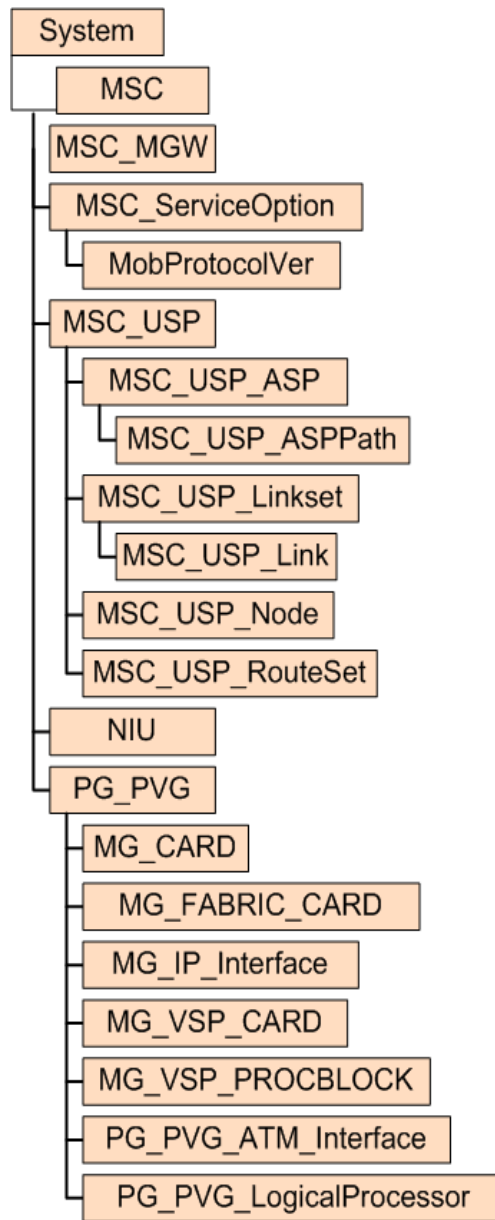 System
MSC
MSC_MGW
MSC_ServiceOption
MobProtocolVer
MSC_USP
MSC_USP_ASP
MSC_USP_ASPPath
MSC_USP_Linkset
MSC_USP_Link
MSC_USP_Node
MSC_USP_RouteSet
NIU
PG_PVG
MG_CARD
MG_FABRIC_CARD
MG_IP_Interface
MG_VSP_CARD
MG_VSP_PROCBLOCK
PG_PVG_ATM_Interface
PG_PVG_LogicalProcessor